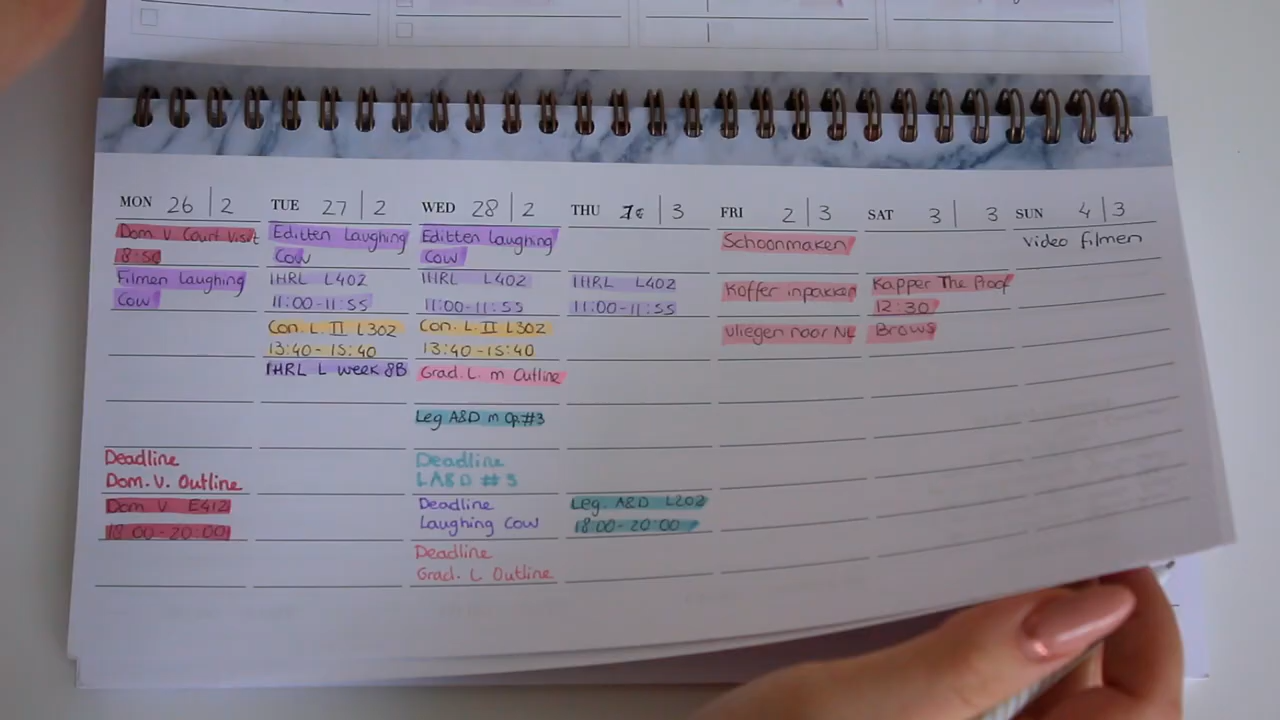 MON 26 | 2
Dom. V. Court Visit
8:50
Filmen Laughing
Cow
Deadline
Dom. V. Outline
Dom V E412
18:00-20:00
TUE 27 | 2
Editten Laughing
Cow
IHRL L402
11:00-11:55
Con. L. II L302
13:40-15:40
IHRL L week 8B
WED 28 | 2
Editten Laughing
Cow
IHRL L402
11:00-11:55
Con. L. II L302
13:40-15:40
Grad. L. m Outline
Leg A&D m Op #3
Deadline
LA&D #3
Deadline
Laughing Cow
Deadline
Grad. L Outline
THU | 3
IHRL L402
11:00-11:55
Leg. A&D L202
18:00-20:00
FRI 2 | 3
Schoonmaken
Koffer inpakken
Vliegen naar NL
SAT 3 | 3
Kapper The Roof
12:30
Brows
SUN 4 | 3
Video filmen